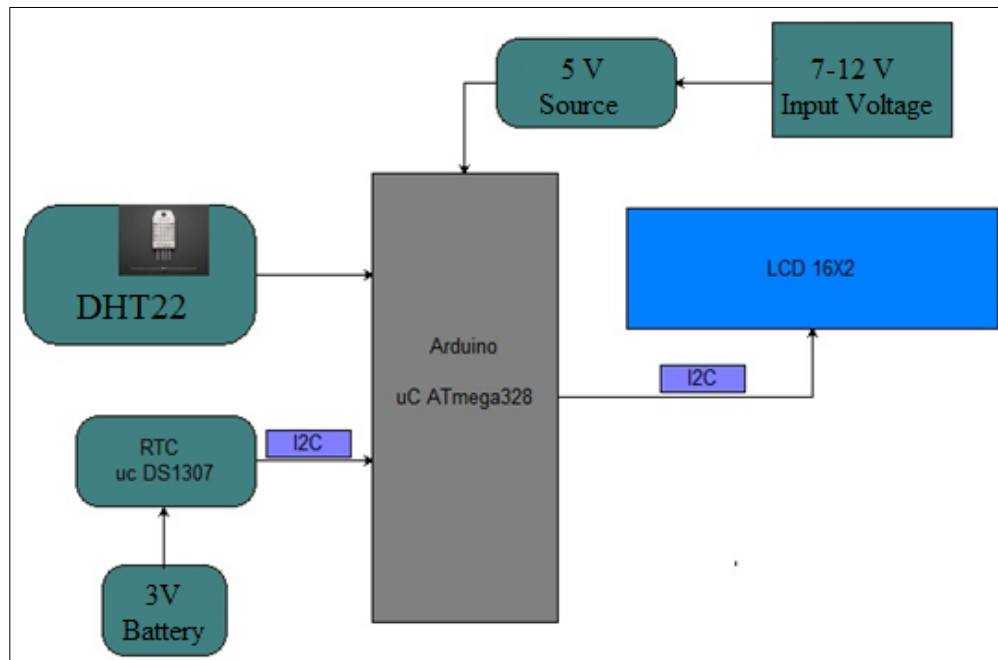 5 V
Source
7-12 V
Input Voltage
DHT22
LCD 16X2
Arduino
uC ATmega328
I2C
RTC
uc DS1307
I2C
3V
Battery